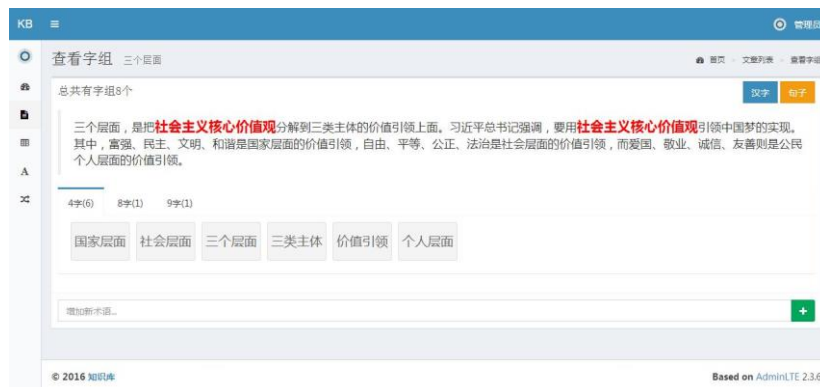 KB
管理员
查看字组 三个层面
首页 文章列表 查看字组
总共有字组8个
汉字 句子
三个层面，是把社会主义核心价值观分解到三类主体的价值引领上面。习近平总书记强调，要用社会主义核心价值观引领中国梦的实现。
其中，富强、民主、文明、和谐是国家层面的价值引领，自由、平等、公正、法治是社会层面的价值引领，而爱国、敬业、诚信、友善则是公民
个人层面的价值引领。
4字(6) 8字(1) 9字(1)
国家层面 社会层面 三个层面 三类主体 价值引领 个人层面
增加新术语...
© 2016 知识库
Based on AdminLTE 2.3.6